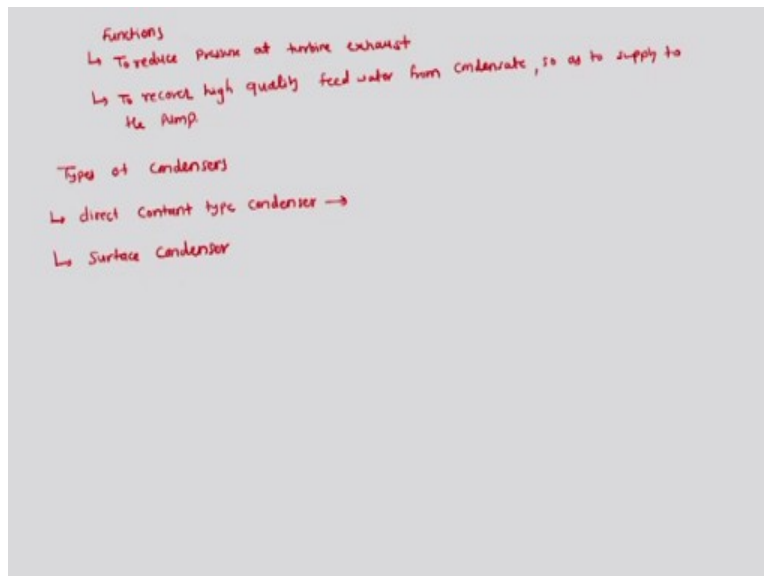 Functions
↳ To reduce Pressure at turbine exhaust
↳ To recover high quality feed water from condensate, so as to supply to
the Pump.
Types of Condensers
↳ direct Contant type condenser →
↳ Surface Condensor